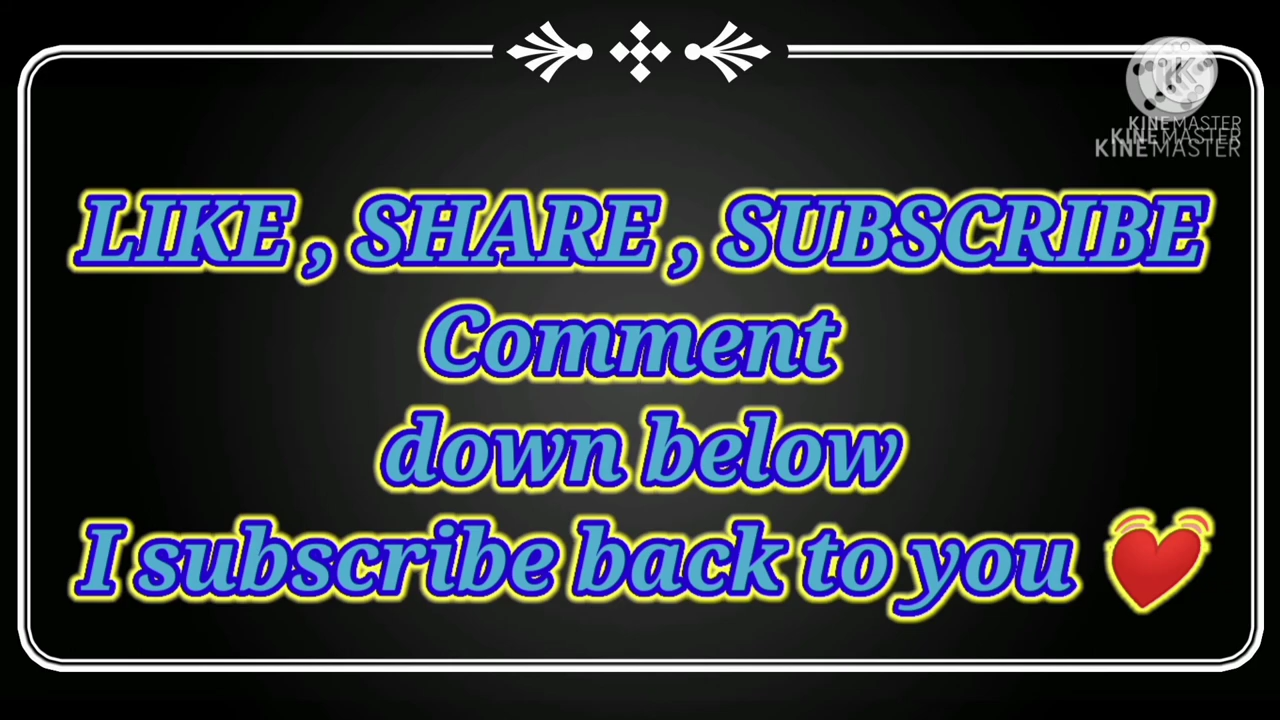 KINEMASTER
KINEMASTER
KINEMASTER
LIKE , SHARE , SUBSCRIBE
Comment
down below
I subscribe back to you 💓